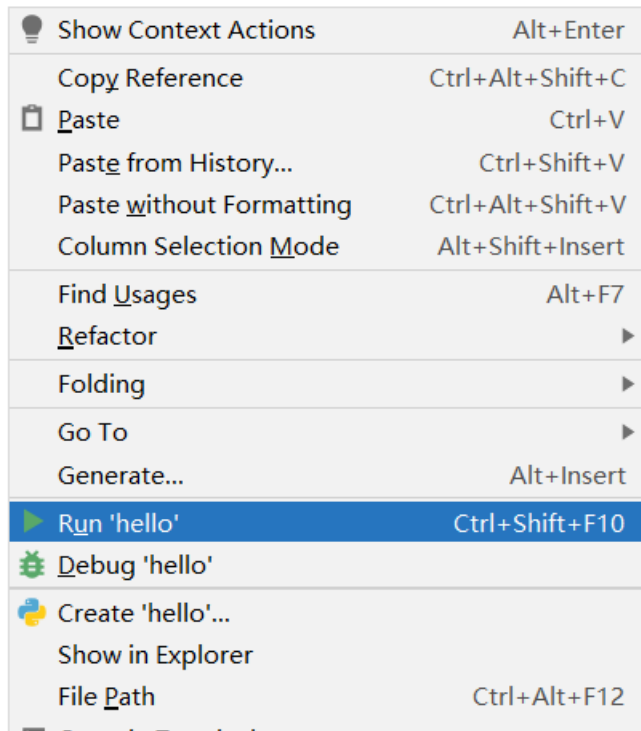 Show Context Actions Alt+Enter
Copy Reference Ctrl+Alt+Shift+C
Paste Ctrl+V
Paste from History... Ctrl+Shift+V
Paste without Formatting Ctrl+Alt+Shift+V
Column Selection Mode Alt+Shift+Insert
Find Usages Alt+F7
Refactor
Folding
Go To
Generate... Alt+Insert
Run 'hello' Ctrl+Shift+F10
Debug 'hello'
Create 'hello'...
Show in Explorer
File Path Ctrl+Alt+F12